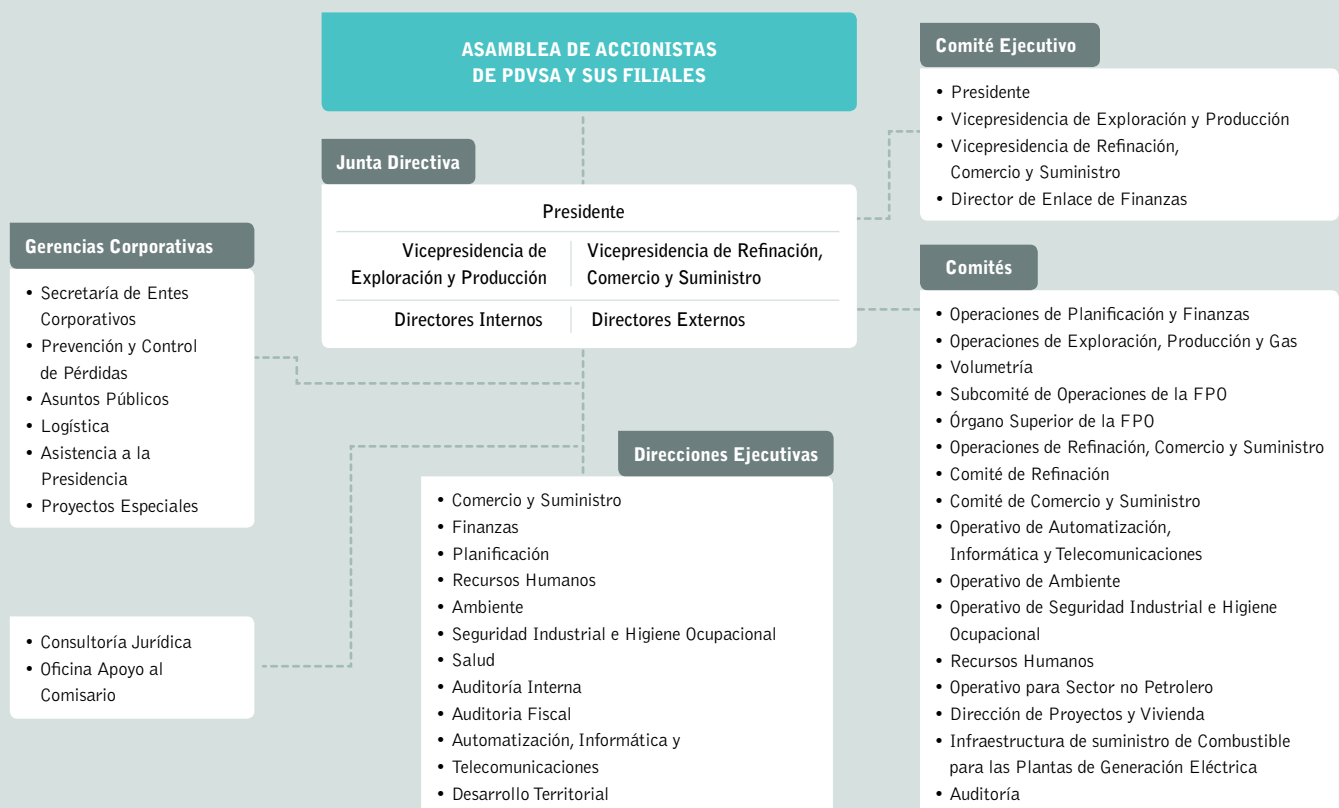 ASAMBLEA DE ACCIONISTAS
DE PDVSA Y SUS FILIALES
Junta Directiva
Presidente
Vicepresidencia de
Exploración y Producción
Vicepresidencia de Refinación,
Comercio y Suministro
Directores Internos
Directores Externos
Comité Ejecutivo
• Presidente
• Vicepresidencia de Exploración y Producción
• Vicepresidencia de Refinación,
Comercio y Suministro
• Director de Enlace de Finanzas
Gerencias Corporativas
• Secretaría de Entes
Corporativos
• Prevención y Control
de Pérdidas
• Asuntos Públicos
• Logística
• Asistencia a la
Presidencia
• Proyectos Especiales
• Consultoría Jurídica
• Oficina Apoyo al
Comisario
Direcciones Ejecutivas
• Comercio y Suministro
• Finanzas
• Planificación
• Recursos Humanos
• Ambiente
• Seguridad Industrial e Higiene Ocupacional
• Salud
• Auditoría Interna
• Auditoria Fiscal
• Automatización, Informática y
• Telecomunicaciones
• Desarrollo Territorial
Comités
• Operaciones de Planificación y Finanzas
• Operaciones de Exploración, Producción y Gas
• Volumetría
• Subcomité de Operaciones de la FPO
• Órgano Superior de la FPO
• Operaciones de Refinación, Comercio y Suministro
• Comité de Refinación
• Comité de Comercio y Suministro
• Operativo de Automatización,
Informática y Telecomunicaciones
• Operativo de Ambiente
• Operativo de Seguridad Industrial e Higiene
Ocupacional
• Recursos Humanos
• Operativo para Sector no Petrolero
• Dirección de Proyectos y Vivienda
• Infraestructura de suministro de Combustible
para las Plantas de Generación Eléctrica
• Auditoría